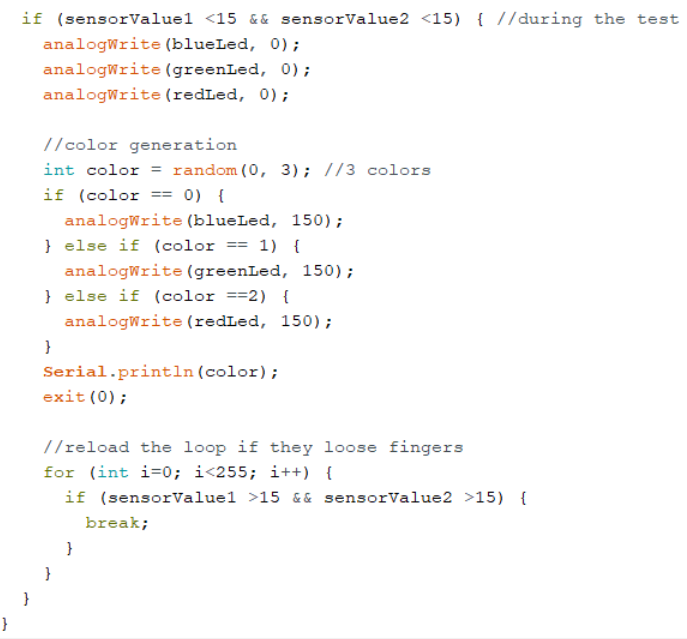 if (sensorValue1 <15 && sensorValue2 <15) { //during the test
analogWrite(blueLed, 0);
analogWrite(greenLed, 0);
analogWrite(redLed, 0);
//color generation
int color = random(0, 3); //3 colors
if (color == 0) {
analogWrite(blueLed, 150);
} else if (color == 1) {
analogWrite(greenLed, 150);
} else if (color ==2) {
analogWrite(redLed, 150);
}
Serial.println(color);
exit(0);
//reload the loop if they loose fingers
for (int i=0; i<255; i++) {
if (sensorValue1 >15 && sensorValue2 >15) {
break;
}
}
}
}